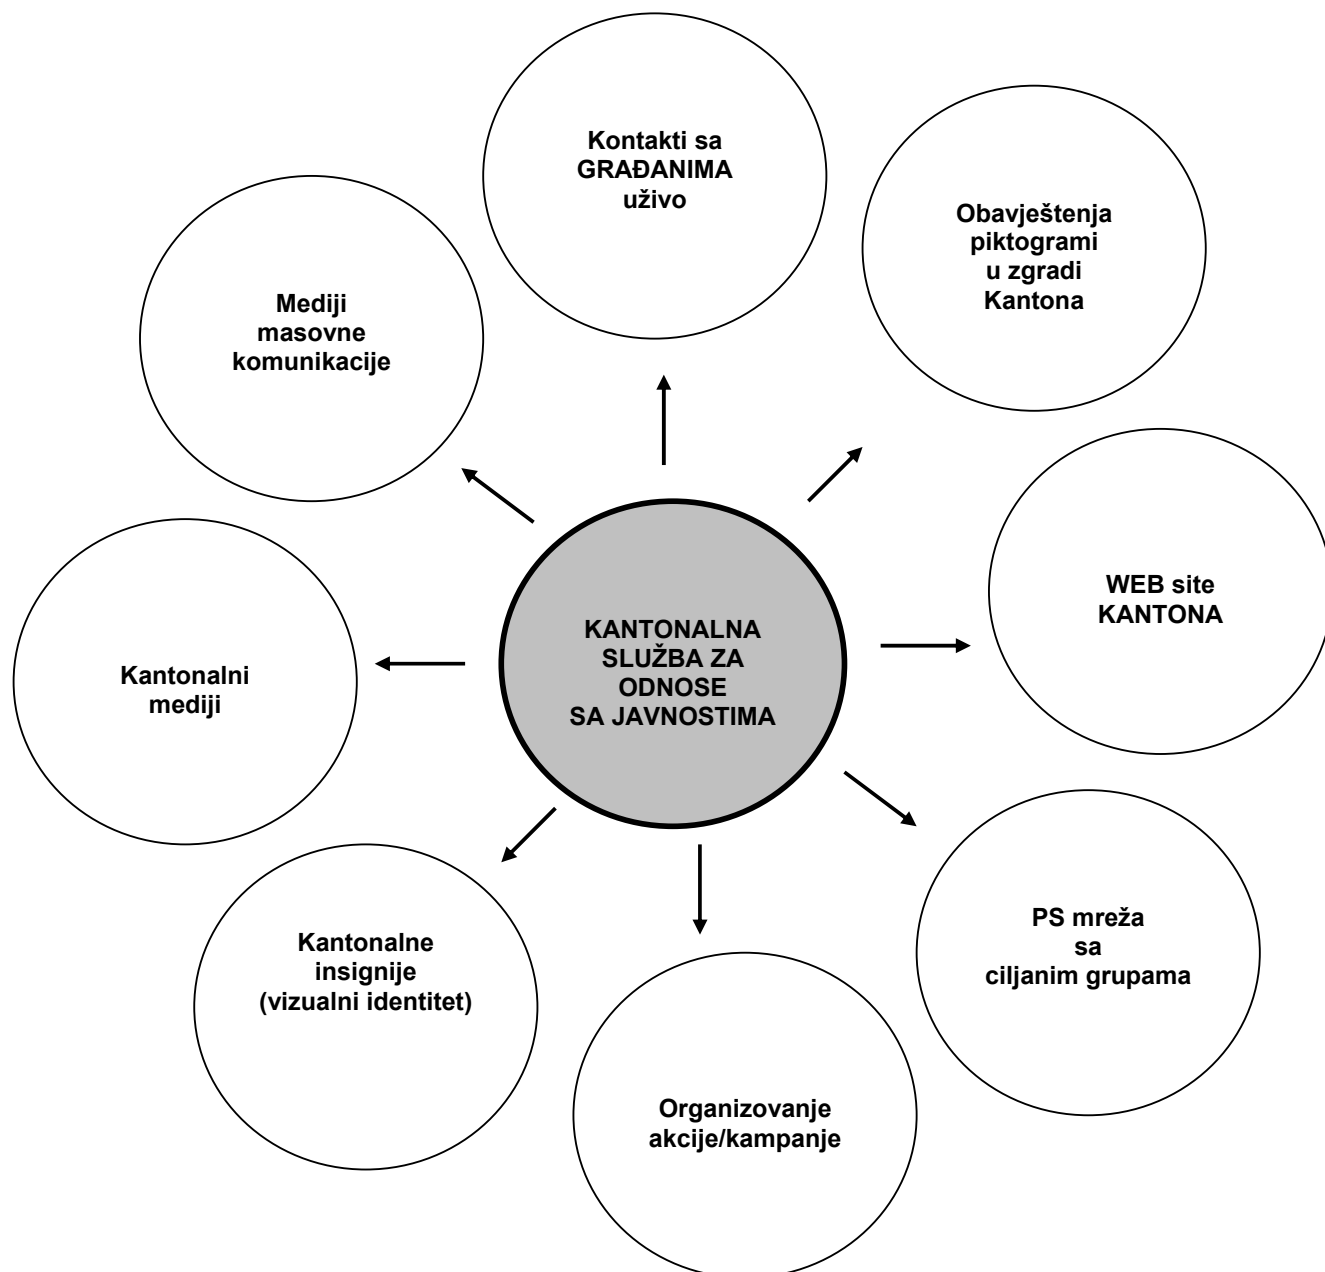 Kontakti sa
GRAĐANIMA
uživo
Obavještenja
piktogrami
u zgradi
Kantona
Mediji
masovne
komunikacije
WEB site
KANTONA
KANTONALNA
SLUŽBA ZA
ODNOSE
SA JAVNOSTIMA
Kantonalni
mediji
PS mreža
sa
ciljanim grupama
Kantonalne
insignije
(vizualni identitet)
Organizovanje
akcije/kampanje